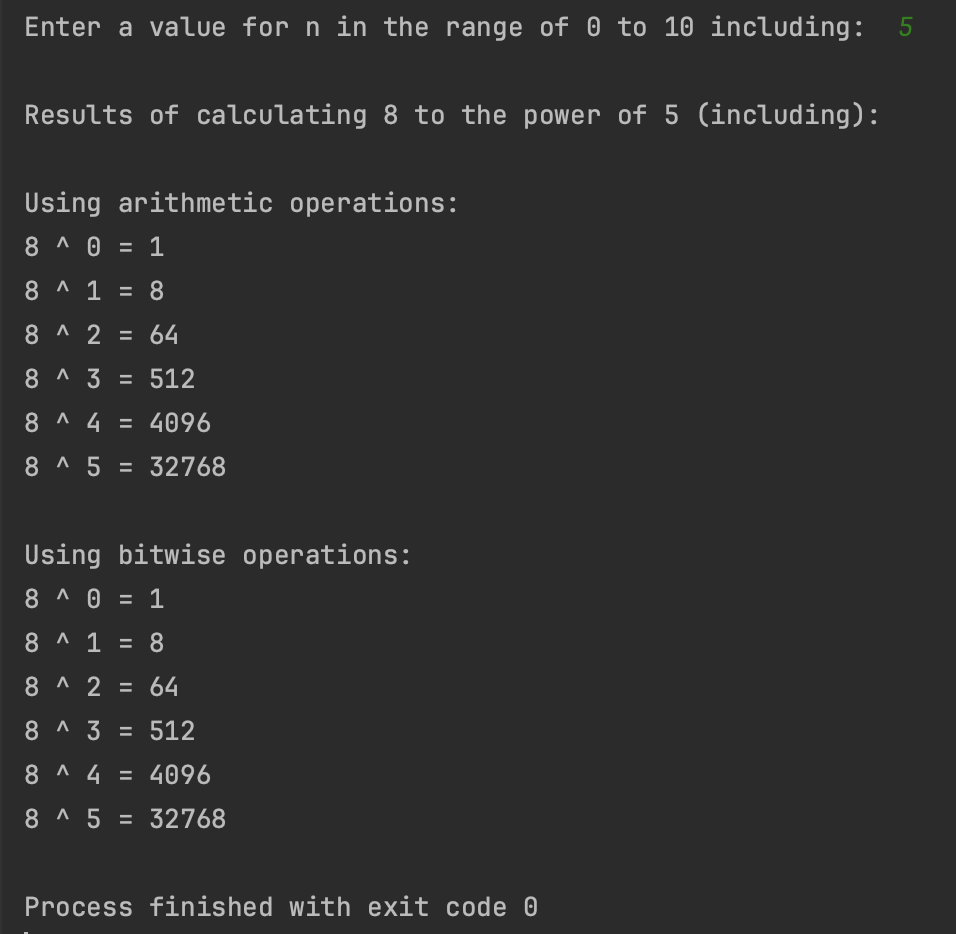 Enter a value for n in the range of 0 to 10 including:  5
Results of calculating 8 to the power of 5 (including):
Using arithmetic operations:
8 ^ 0 = 1
8 ^ 1 = 8
8 ^ 2 = 64
8 ^ 3 = 512
8 ^ 4 = 4096
8 ^ 5 = 32768
Using bitwise operations:
8 ^ 0 = 1
8 ^ 1 = 8
8 ^ 2 = 64
8 ^ 3 = 512
8 ^ 4 = 4096
8 ^ 5 = 32768
Process finished with exit code 0